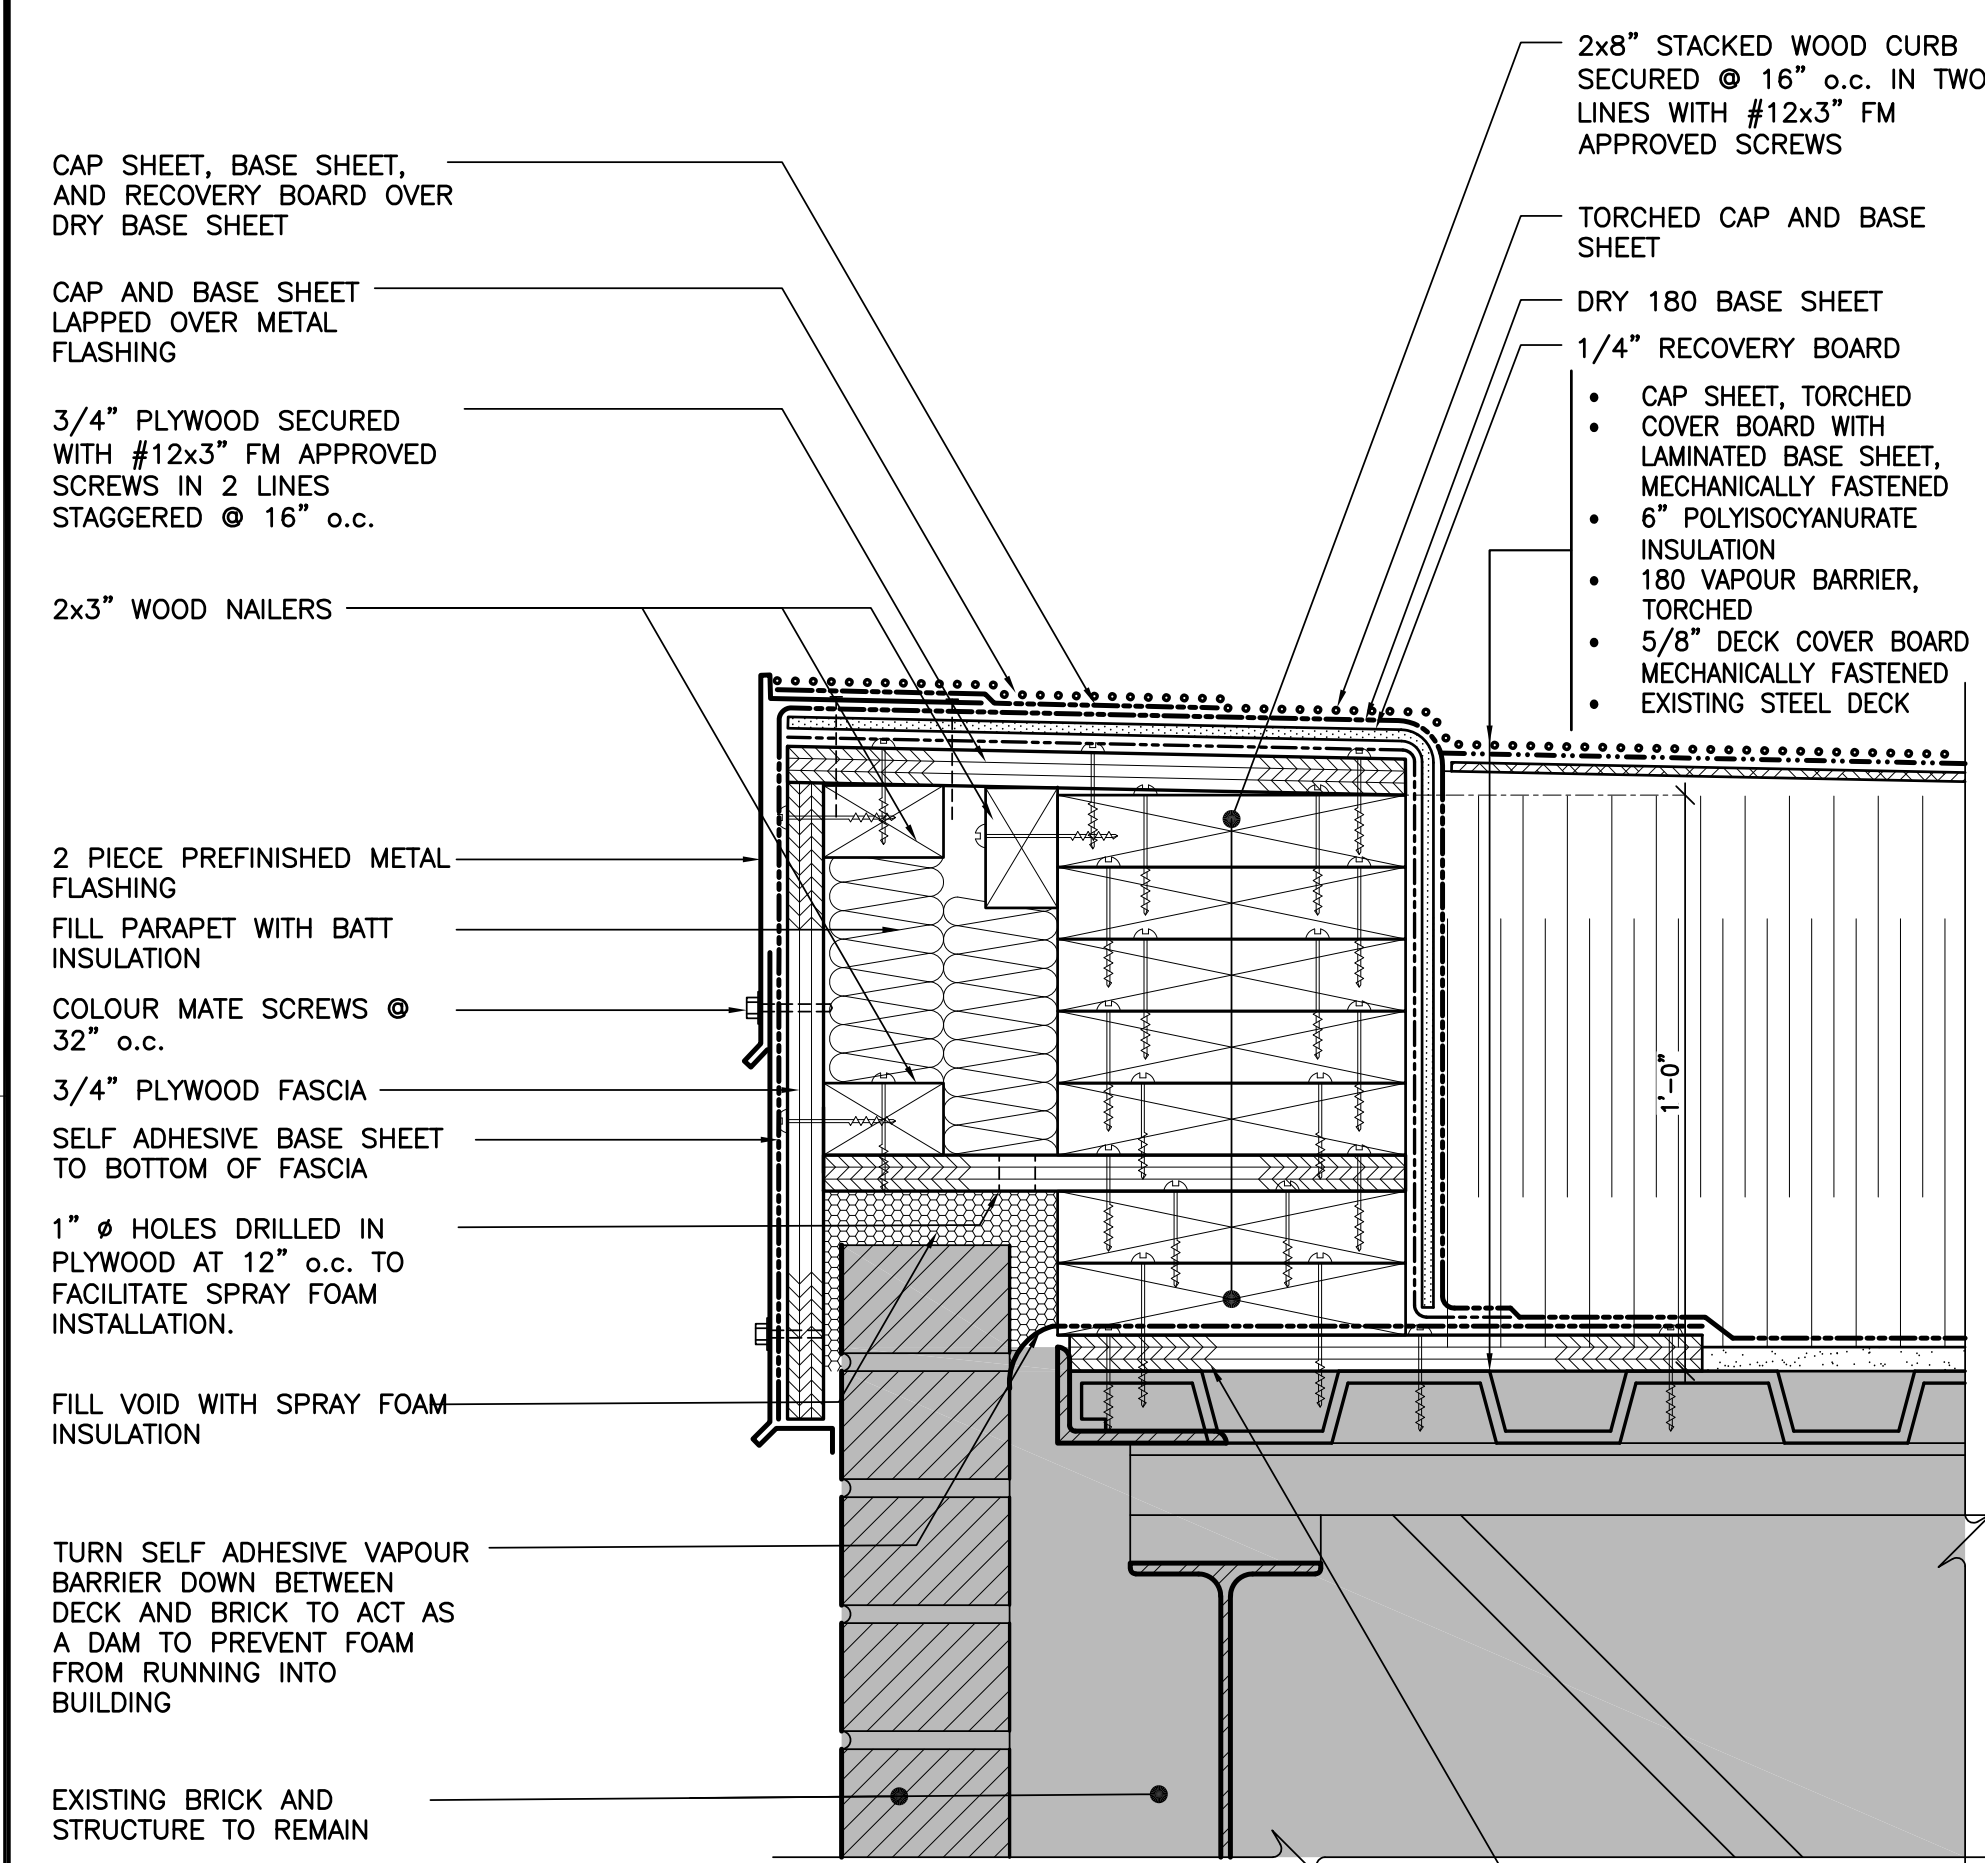 CAP SHEET, BASE SHEET,
AND RECOVERY BOARD OVER
DRY BASE SHEET
CAP AND BASE SHEET
LAPPED OVER METAL
FLASHING
3/4” PLYWOOD SECURED
WITH #12x3” FM APPROVED
SCREWS IN 2 LINES
STAGGERED @ 16” o.c.
2x3” WOOD NAILERS
2 PIECE PREFINISHED METAL
FLASHING
FILL PARAPET WITH BATT
INSULATION
COLOUR MATE SCREWS @
32” o.c.
3/4” PLYWOOD FASCIA
SELF ADHESIVE BASE SHEET
TO BOTTOM OF FASCIA
1” ø HOLES DRILLED IN
PLYWOOD AT 12” o.c. TO
FACILITATE SPRAY FOAM
INSTALLATION.
FILL VOID WITH SPRAY FOAM
INSULATION
TURN SELF ADHESIVE VAPOUR
BARRIER DOWN BETWEEN
DECK AND BRICK TO ACT AS
A DAM TO PREVENT FOAM
FROM RUNNING INTO
BUILDING
EXISTING BRICK AND
STRUCTURE TO REMAIN
2x8” STACKED WOOD CURB
SECURED @ 16” o.c. IN TWO
LINES WITH #12x3” FM
APPROVED SCREWS
TORCHED CAP AND BASE
SHEET
DRY 180 BASE SHEET
1/4” RECOVERY BOARD
• CAP SHEET, TORCHED
• COVER BOARD WITH
LAMINATED BASE SHEET,
MECHANICALLY FASTENED
• 6” POLYISOCYANURATE
INSULATION
• 180 VAPOUR BARRIER,
TORCHED
• 5/8” DECK COVER BOARD
MECHANICALLY FASTENED
• EXISTING STEEL DECK
1'-0”